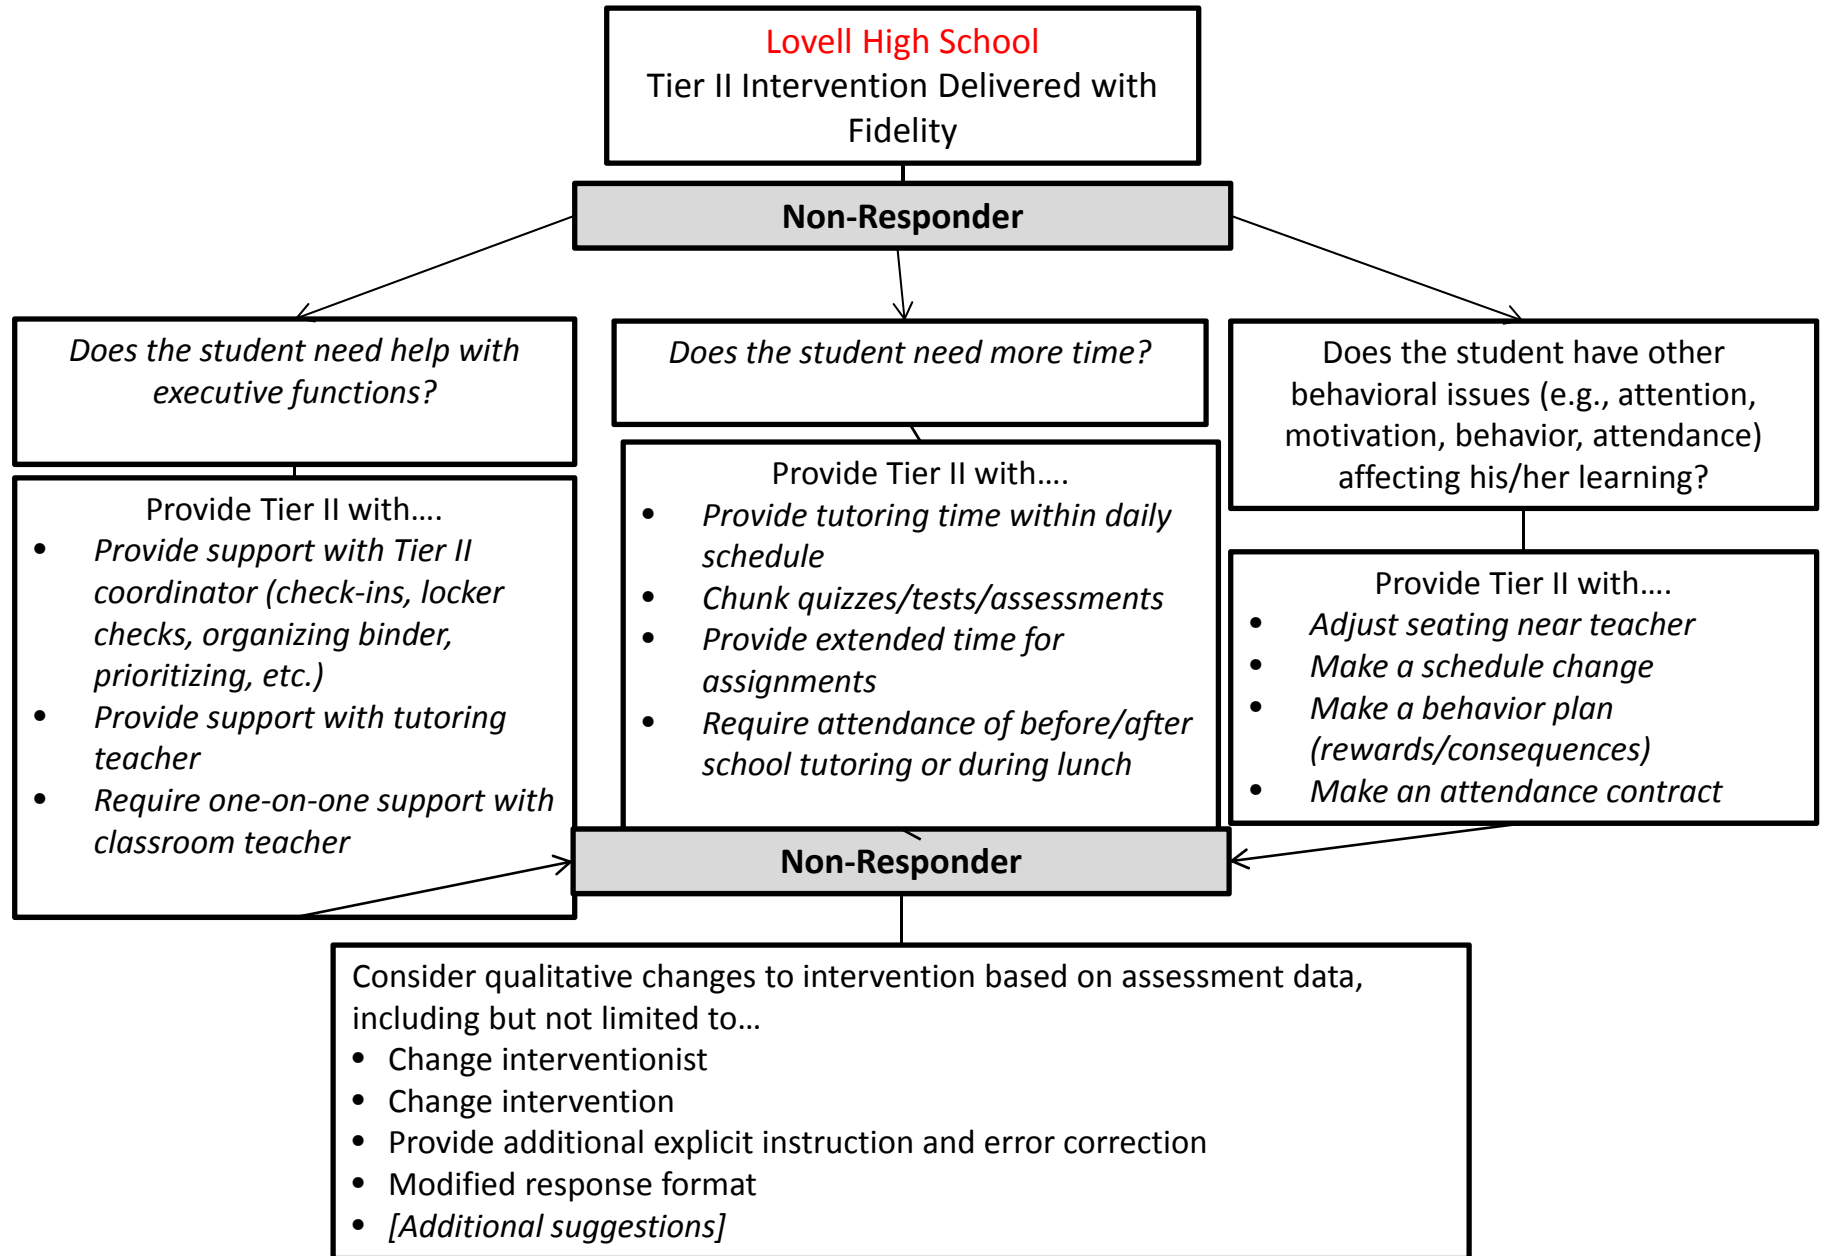 Lovell High School
Tier II Intervention Delivered with
Fidelity
Non-Responder
Does the student need help with
executive functions?
Does the student need more time?
Does the student have other
behavioral issues (e.g., attention,
motivation, behavior, attendance)
affecting his/her learning?
Provide Tier II with….
• Provide support with Tier II
coordinator (check-ins, locker
checks, organizing binder,
prioritizing, etc.)
• Provide support with tutoring
teacher
• Require one-on-one support with
classroom teacher
Provide Tier II with….
• Provide tutoring time within daily
schedule
• Chunk quizzes/tests/assessments
• Provide extended time for
assignments
• Require attendance of before/after
school tutoring or during lunch
Provide Tier II with….
• Adjust seating near teacher
• Make a schedule change
• Make a behavior plan
(rewards/consequences)
• Make an attendance contract
Non-Responder
Consider qualitative changes to intervention based on assessment data,
including but not limited to…
• Change interventionist
• Change intervention
• Provide additional explicit instruction and error correction
• Modified response format
• [Additional suggestions]